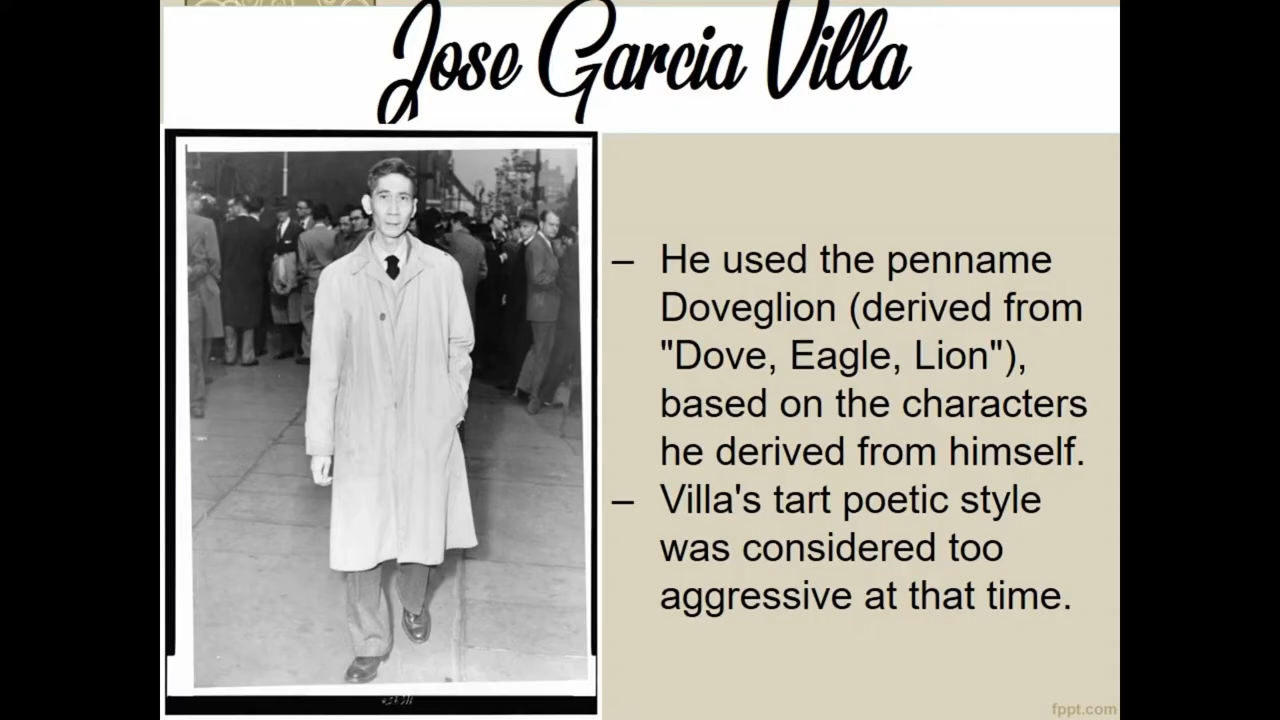 Jose Garcia Villa
– He used the penname
Doveglion (derived from
"Dove, Eagle, Lion"),
based on the characters
he derived from himself.
– Villa's tart poetic style
was considered too
aggressive at that time.
fppt.com